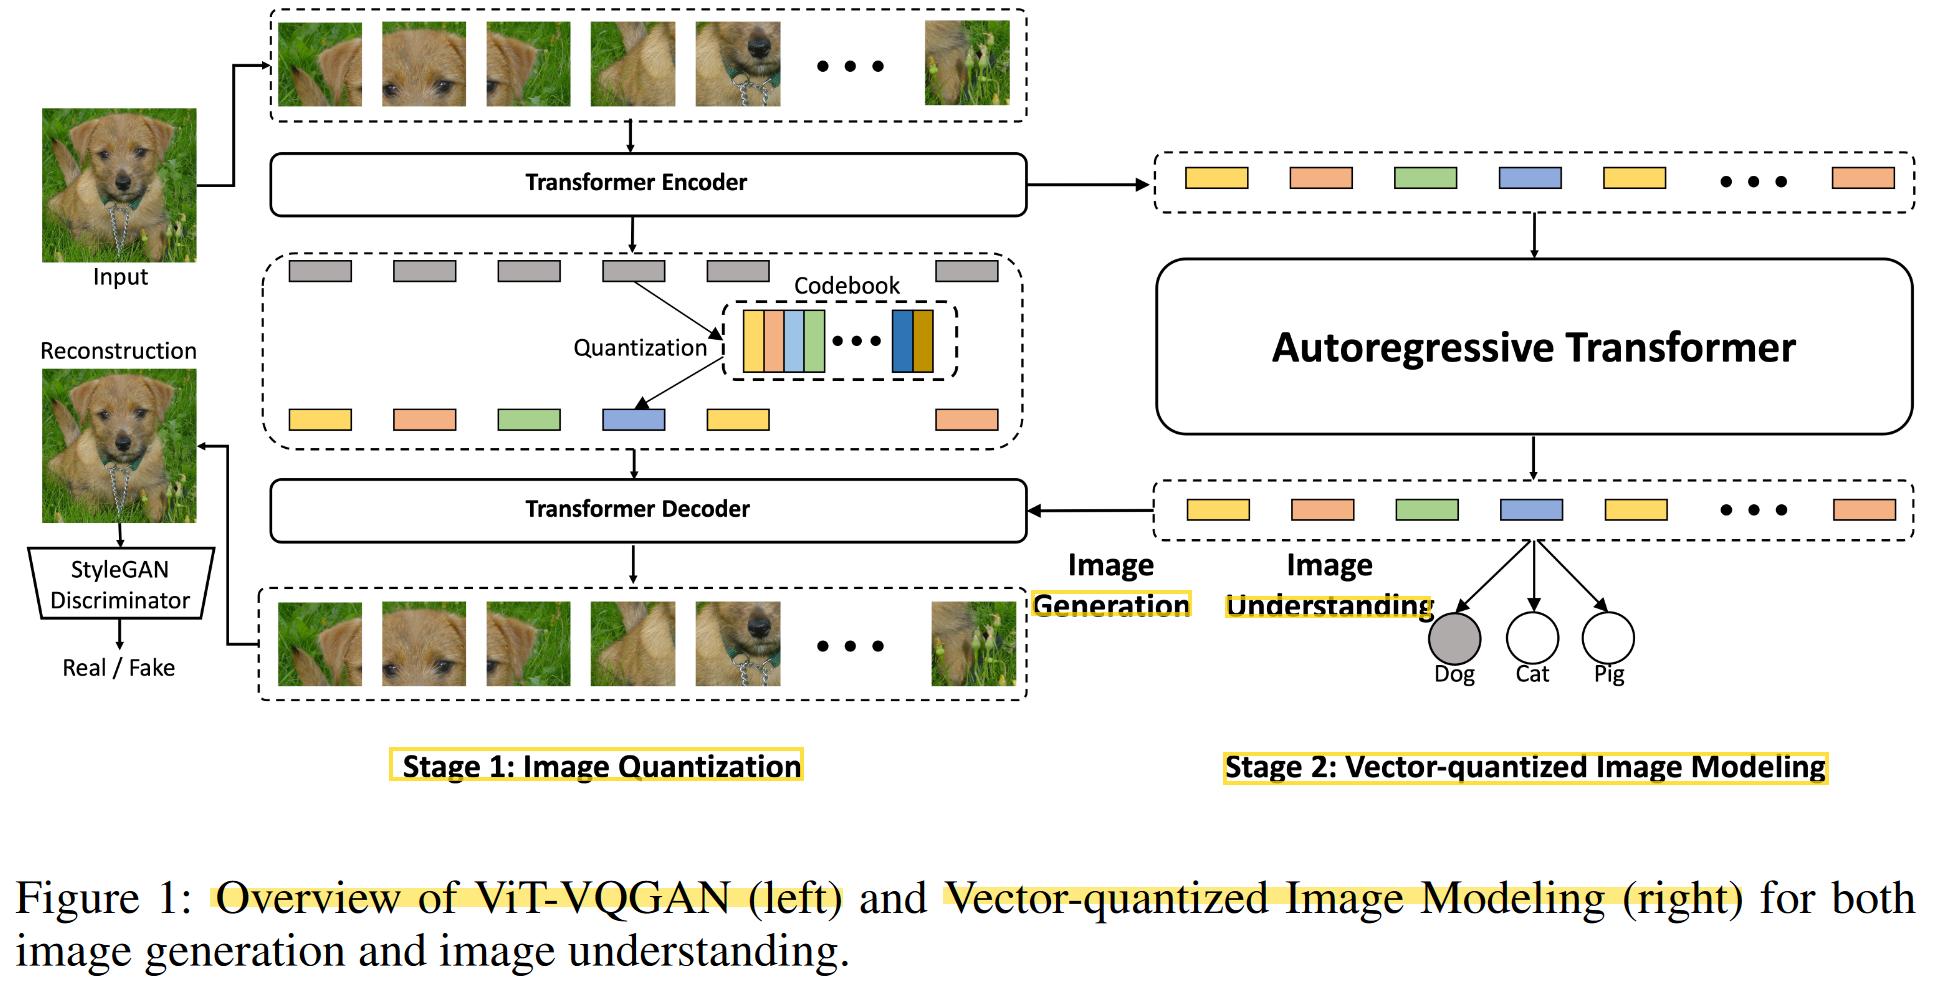 Input
Transformer Encoder
Codebook
Quantization
Reconstruction
Transformer Decoder
StyleGAN
Discriminator
Real / Fake
Autoregressive Transformer
Image
Generation
Image
Understanding
Dog
Cat
Pig
Stage 1: Image Quantization
Stage 2: Vector-quantized Image Modeling
Figure 1: Overview of ViT-VQGAN (left) and Vector-quantized Image Modeling (right) for both
image generation and image understanding.